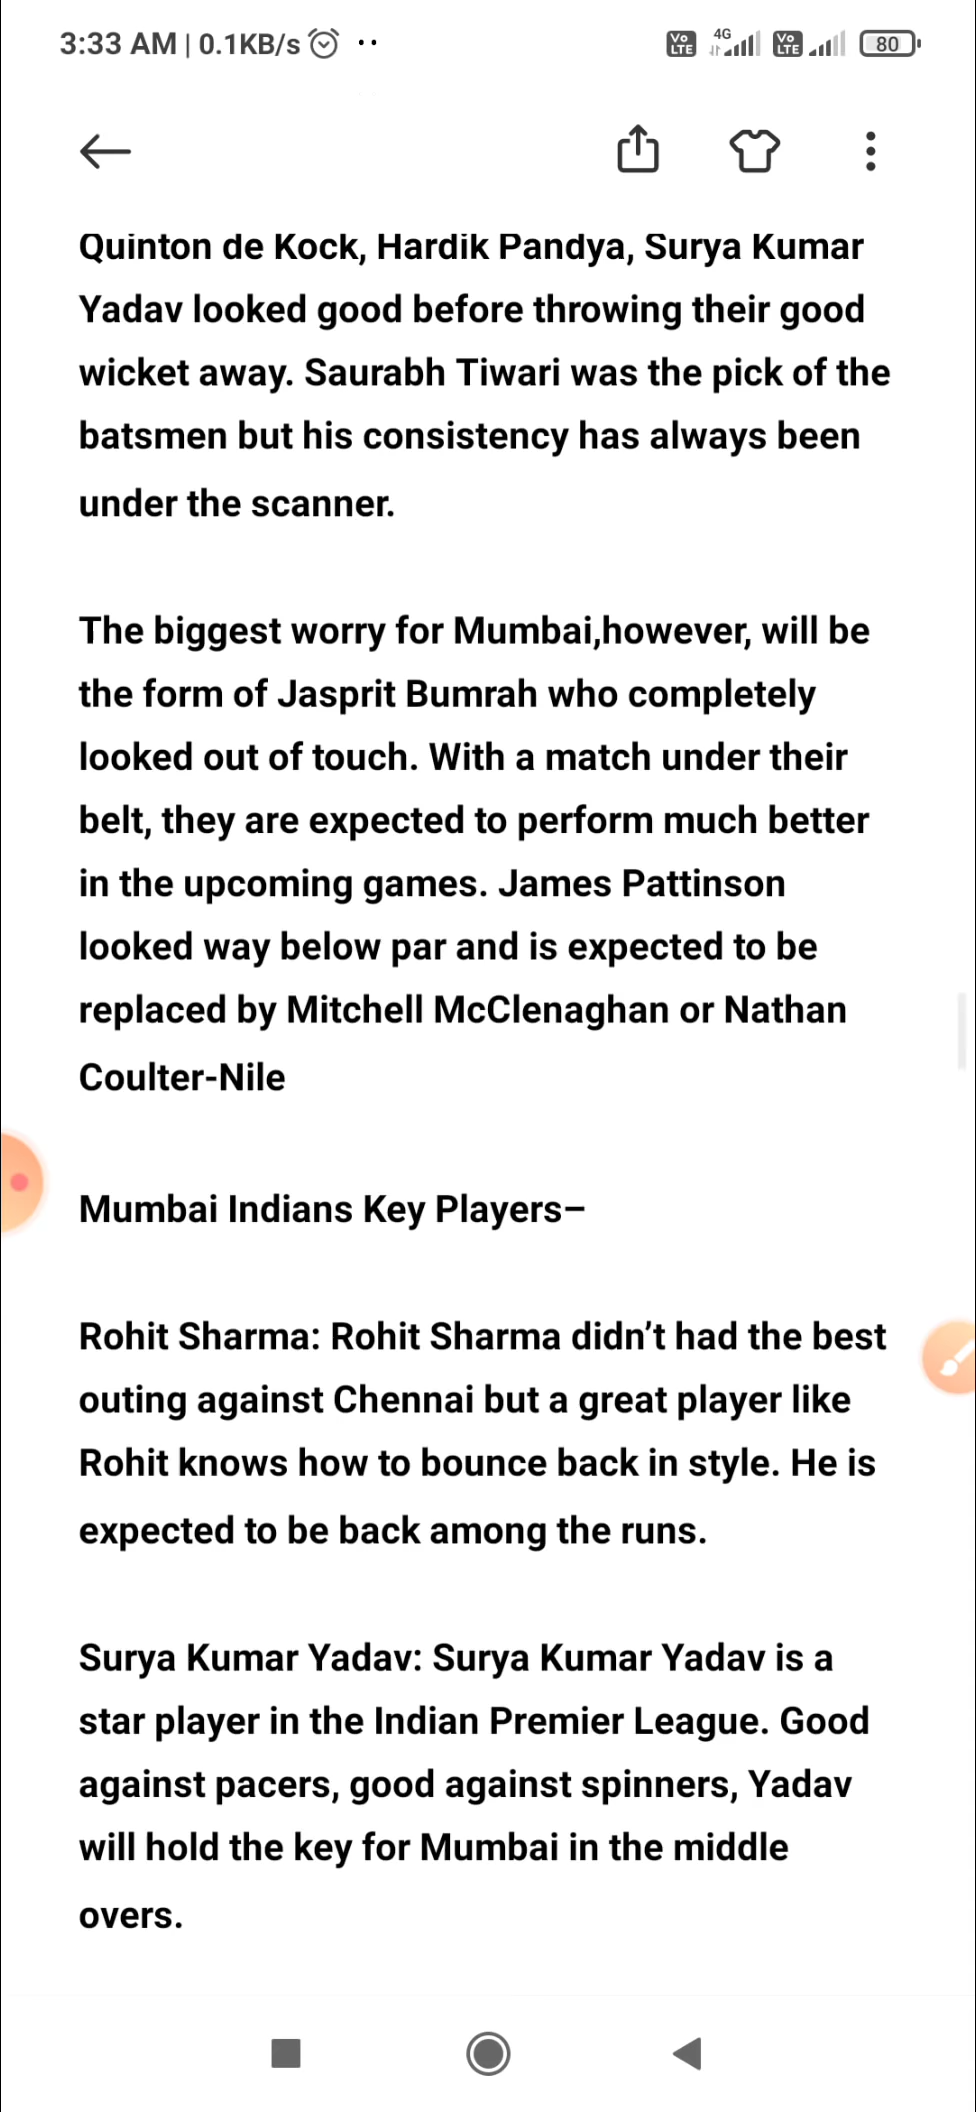 3:33 AM | 0.1KB/s ··
Vo LTE 4G Vo LTE 80
Quinton de Kock, Hardik Pandya, Surya Kumar
Yadav looked good before throwing their good
wicket away. Saurabh Tiwari was the pick of the
batsmen but his consistency has always been
under the scanner.
The biggest worry for Mumbai,however, will be
the form of Jasprit Bumrah who completely
looked out of touch. With a match under their
belt, they are expected to perform much better
in the upcoming games. James Pattinson
looked way below par and is expected to be
replaced by Mitchell McClenaghan or Nathan
Coulter-Nile
Mumbai Indians Key Players–
Rohit Sharma: Rohit Sharma didn’t had the best
outing against Chennai but a great player like
Rohit knows how to bounce back in style. He is
expected to be back among the runs.
Surya Kumar Yadav: Surya Kumar Yadav is a
star player in the Indian Premier League. Good
against pacers, good against spinners, Yadav
will hold the key for Mumbai in the middle
overs.